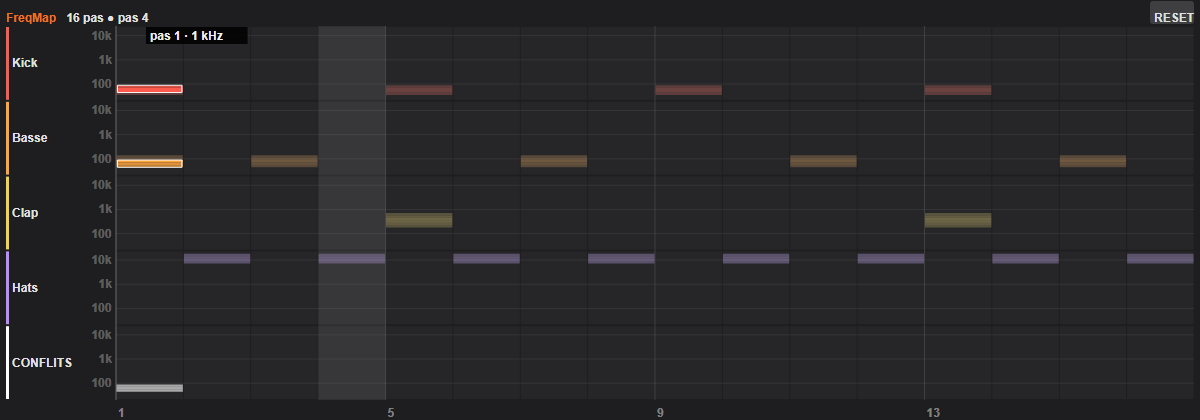 FreqMap 16 pas ● pas 4 RESET
pas 1 · 1 kHz
10k
Kick
1k
100
10k
Basse
1k
100
10k
Clap
1k
100
10k
Hats
1k
100
10k
CONFLITS
1k
100
1 5 9 13